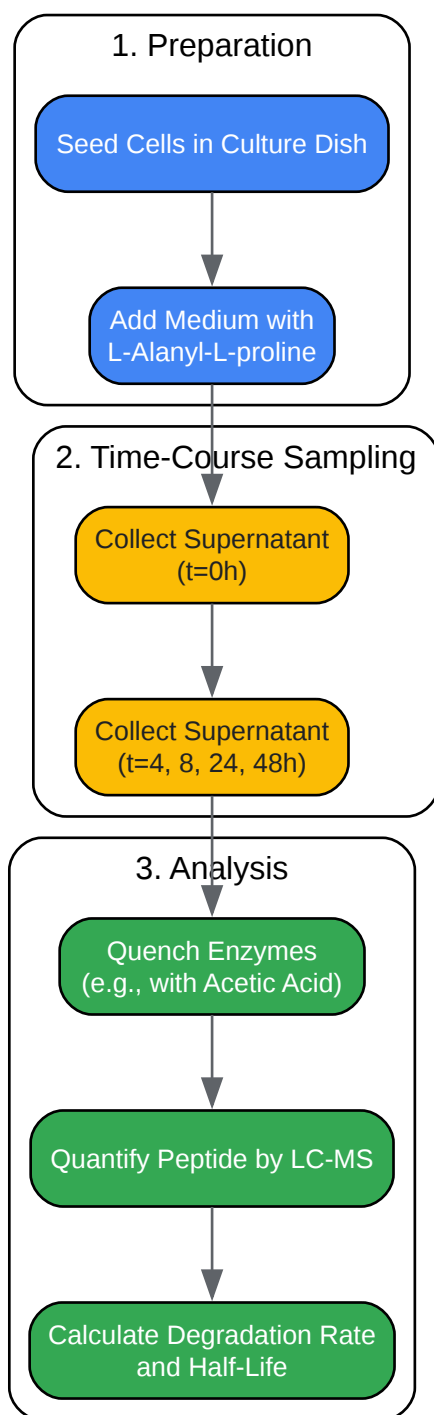 1. Preparation
Seed Cells in Culture Dish
Add Medium with
L-Alanyl-L-proline
2. Time-Course Sampling
Collect Supernatant
(t=0h)
Collect Supernatant
(t=4, 8, 24, 48h)
3. Analysis
Quench Enzymes
(e.g., with Acetic Acid)
Quantify Peptide by LC-MS
Calculate Degradation Rate
and Half-Life